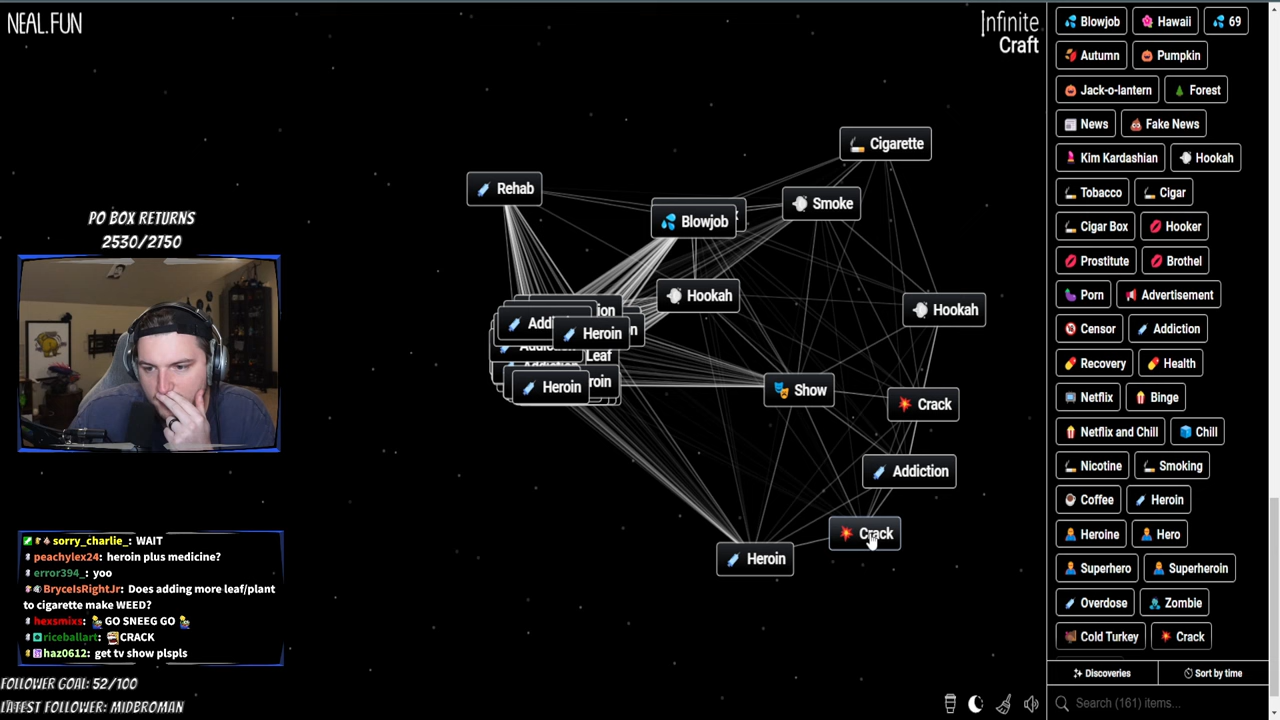 NEAL.FUN
Infinite
Craft
PO BOX RETURNS
2530/2750
sorry_charlie_: WAIT
peachylex24: heroin plus medicine?
error394_: yoo
BryceIsRightJr: Does adding more leaf/plant
to cigarette make WEED?
hexsmixs: GO SNEEG GO
riceballart: CRACK
haz0612: get tv show plspls
FOLLOWER GOAL: 52/100
LATEST FOLLOWER: MIDBROMAN
Cigarette
Rehab
Smoke
Blowjob
Hookah
Hookah
Heroin
Leaf
Heroin
Show
Crack
Addiction
Crack
Heroin
Blowjob
Hawaii
69
Autumn
Pumpkin
Jack-o-lantern
Forest
News
Fake News
Kim Kardashian
Hookah
Tobacco
Cigar
Cigar Box
Hooker
Prostitute
Brothel
Porn
Advertisement
Censor
Addiction
Recovery
Health
Netflix
Binge
Netflix and Chill
Chill
Nicotine
Smoking
Coffee
Heroin
Heroine
Hero
Superhero
Superheroin
Overdose
Zombie
Cold Turkey
Crack
Discoveries
Sort by time
Search (161) items...